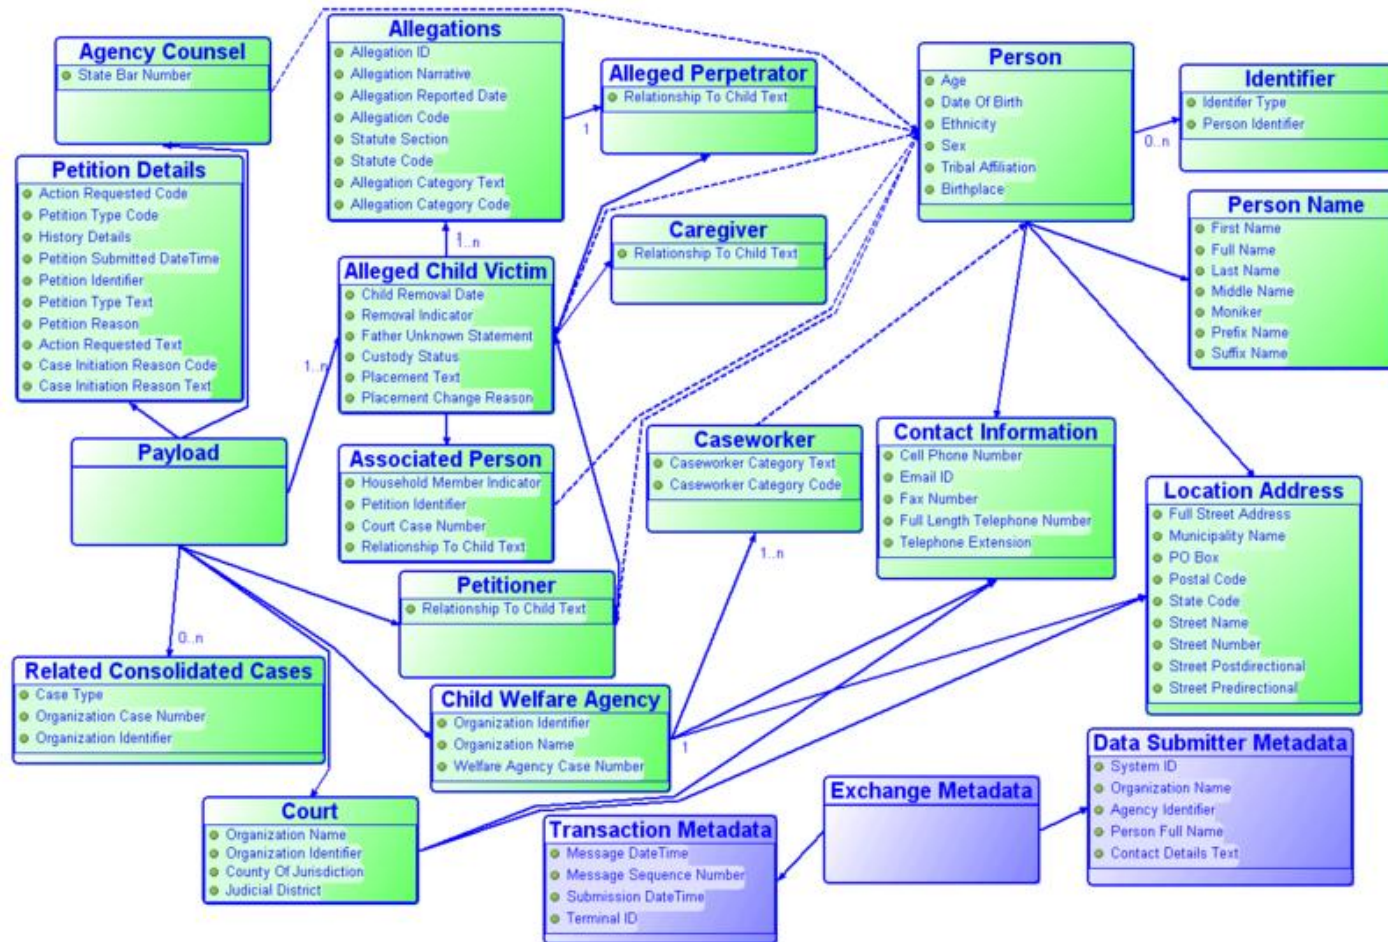 Agency Counsel
State Bar Number
Allegations
Allegation ID
Allegation Narrative
Allegation Reported Date
Allegation Code
Statute Section
Statute Code
Allegation Category Text
Allegation Category Code
Alleged Perpetrator
Relationship To Child Text
1
Person
Age
Date Of Birth
Ethnicity
Sex
Tribal Affiliation
Birthplace
0..n
Identifier
Identifer Type
Person Identifier
Petition Details
Action Requested Code
Petition Type Code
History Details
Petition Submitted DateTime
Petition Identifier
Petition Type Text
Petition Reason
Action Requested Text
Case Initiation Reason Code
Case Initiation Reason Text
1
1..n
Alleged Child Victim
Child Removal Date
Removal Indicator
Father Unknown Statement
Custody Status
Placement Text
Placement Change Reason
1..n
Caregiver
Relationship To Child Text
Person Name
First Name
Full Name
Last Name
Middle Name
Moniker
Prefix Name
Suffix Name
Payload
Associated Person
Household Member Indicator
Petition Identifier
Court Case Number
Relationship To Child Text
Caseworker
Caseworker Category Text
Caseworker Category Code
1..n
Contact Information
Cell Phone Number
Email ID
Fax Number
Full Length Telephone Number
Telephone Extension
Location Address
Full Street Address
Municipality Name
PO Box
Postal Code
State Code
Street Name
Street Number
Street Postdirectional
Street Predirectional
Petitioner
Relationship To Child Text
0..n
Related Consolidated Cases
Case Type
Organization Case Number
Organization Identifier
Child Welfare Agency
Organization Identifier
Organization Name
Welfare Agency Case Number
1
Court
Organization Name
Organization Identifier
County Of Jurisdiction
Judicial District
Transaction Metadata
Message DateTime
Message Sequence Number
Submission DateTime
Terminal ID
Exchange Metadata
Data Submitter Metadata
System ID
Organization Name
Agency Identifier
Person Full Name
Contact Details Text